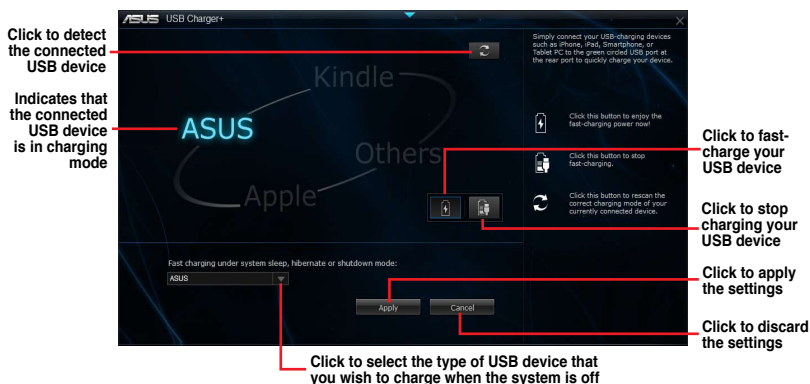 ASUS USB Charger+
Click to detect
the connected
USB device
Indicates that
the connected
USB device
is in charging
mode
Kindle
ASUS
Others
Apple
Simply connect your USB-charging devices
such as iPhone, iPad, Smartphone, or
Tablet PC to the green circled USB port at
the rear port to quickly charge your device.
Click this button to enjoy the
fast-charging power now!
Click this button to stop
fast-charging.
Click this button to rescan the
correct charging mode of your
currently connected device.
Click to fast-
charge your
USB device
Click to stop
charging your
USB device
Click to apply
the settings
Click to discard
the settings
Fast charging under system sleep, hibernate or shutdown mode:
ASUS
Apply Cancel
Click to select the type of USB device that
you wish to charge when the system is off